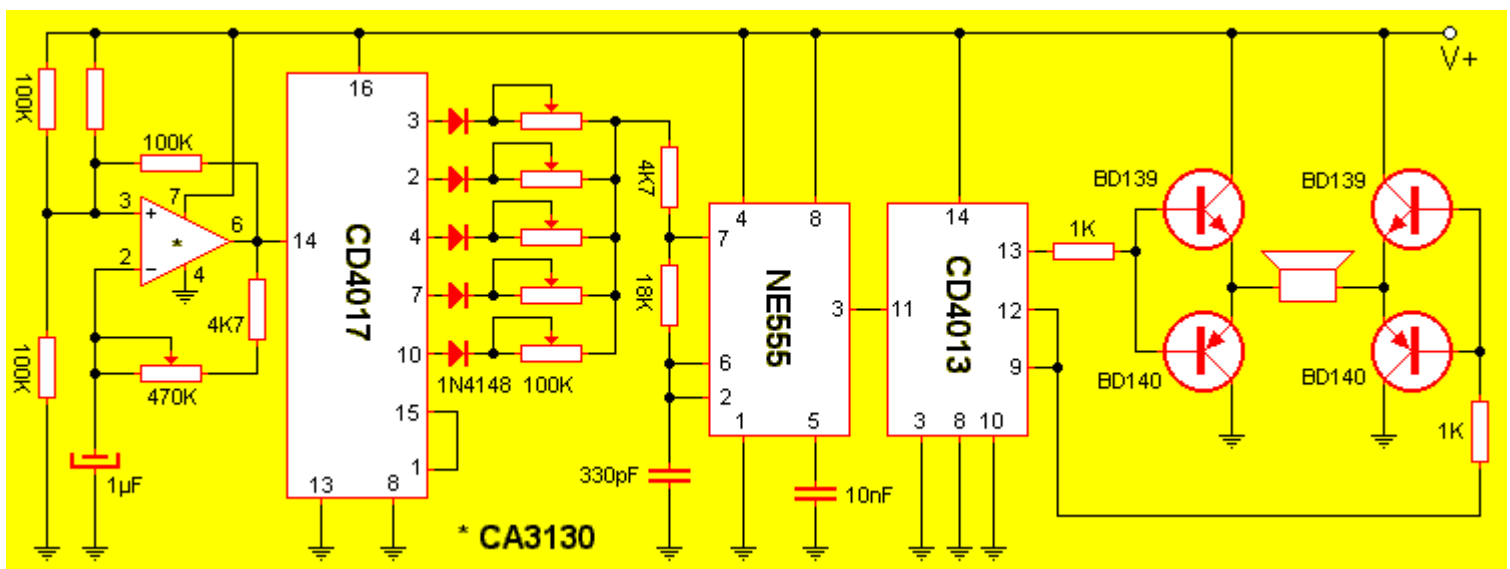 V+
100K
100K
3
7
6
2
4
*
+
−
4K7
100K
470K
1µF
16
3
2
4
7
10
15
1
14
13
8
CD4017
1N4148
100K
* CA3130
4K7
18K
330pF
4
8
7
6
2
3
1
5
NE555
10nF
14
13
12
9
11
3
8
10
CD4013
1K
BD139
BD139
BD140
BD140
1K